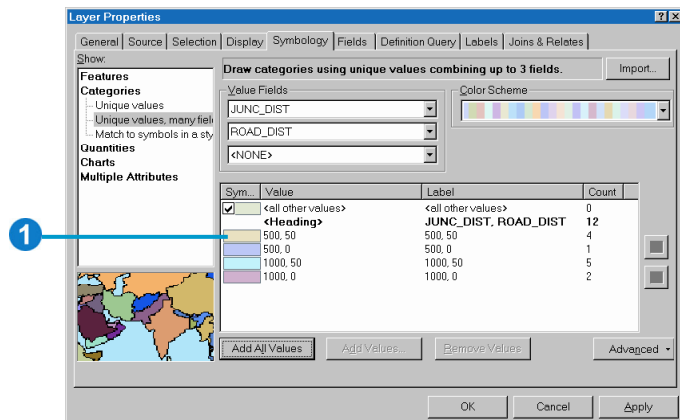 Layer Properties
General Source Selection Display Symbology Fields Definition Query Labels Joins & Relates
Show:
Features
Categories
Unique values
Unique values, many fiel
Match to symbols in a sty
Quantities
Charts
Multiple Attributes
Draw categories using unique values combining up to 3 fields.
Import...
Value Fields
JUNC_DIST
ROAD_DIST
<NONE>
Color Scheme
Sym... Value Label Count
<all other values> <all other values> 0
<Heading> JUNC_DIST, ROAD_DIST 12
500, 50 500, 50 4
500, 0 500, 0 1
1000, 50 1000, 50 5
1000, 0 1000, 0 2
1
Add All Values Add Values... Remove Values Advanced
OK Cancel Apply